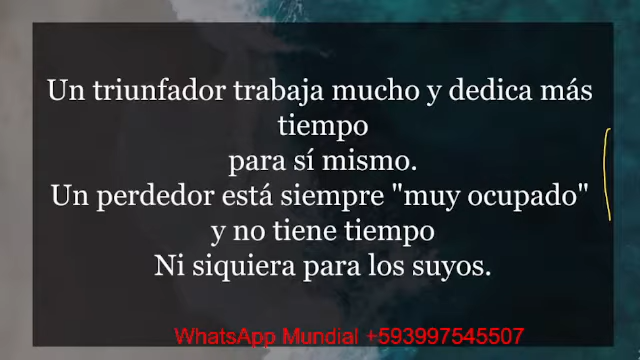 Un triunfador trabaja mucho y dedica más
tiempo
para sí mismo.
Un perdedor está siempre "muy ocupado"
y no tiene tiempo
Ni siquiera para los suyos.
WhatsApp Mundial +593997545507